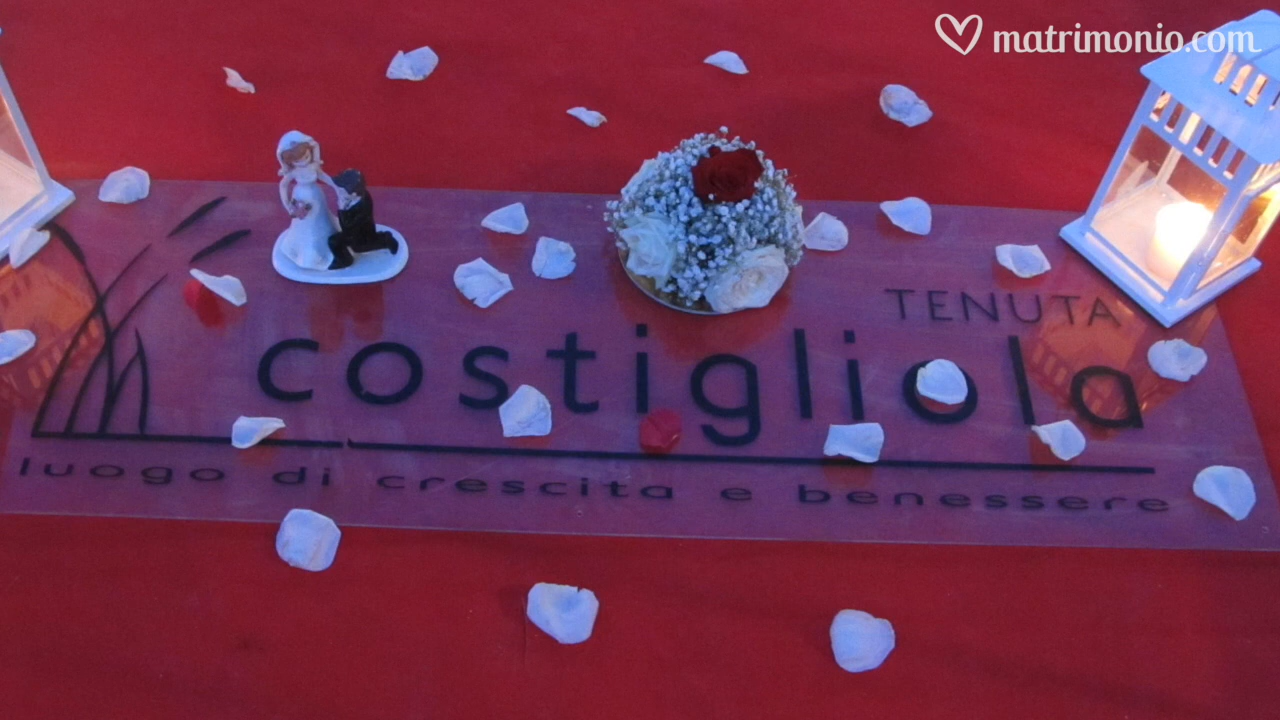 matrimonio.com
TENUTA
costigliola
luogo di crescita e benessere